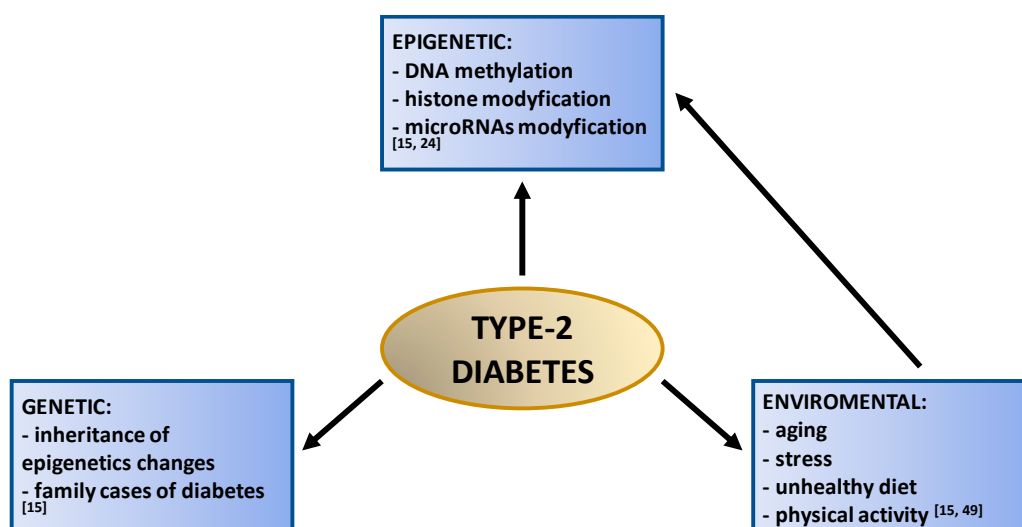 EPIGENETIC:
- DNA methylation
- histone modyfication
- microRNAs modyfication
[15, 24]
TYPE-2
DIABETES
GENETIC:
- inheritance of
epigenetics changes
- family cases of diabetes
[15]
ENVIROMENTAL:
- aging
- stress
- unhealthy diet
- physical activity [15, 49]